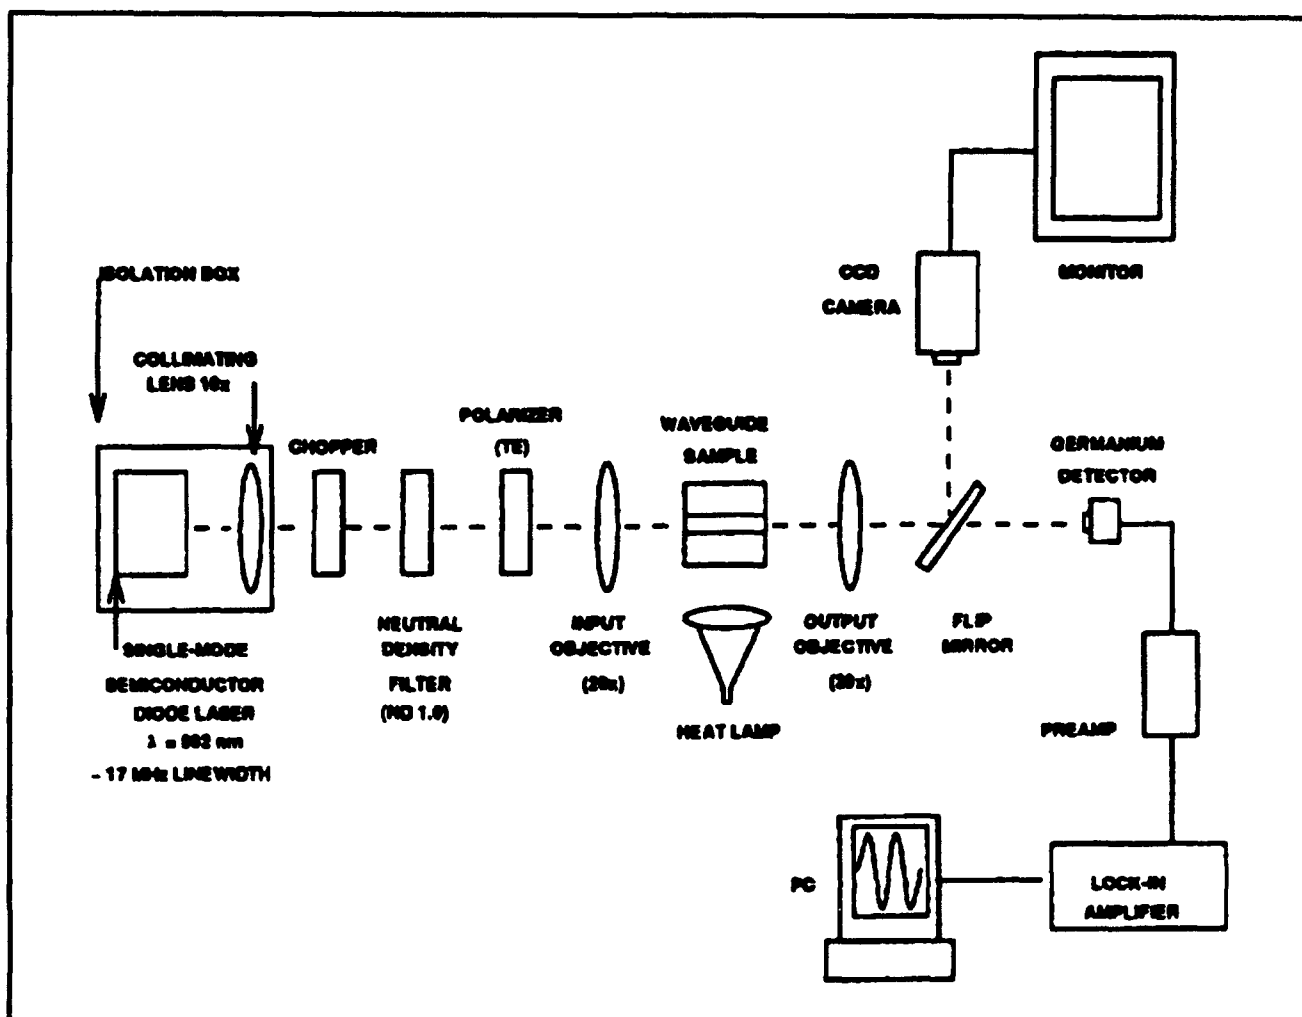 ISOLATION BOX
COLLIMATING
LENS 10x
CHOPPER
POLARIZER
(TE)
WAVEGUIDE
SAMPLE
CCD
CAMERA
MONITOR
GERMANIUM
DETECTOR
SINGLE-MODE
SEMICONDUCTOR
DIODE LASER
λ = nm
~ 17 MHz LINEWIDTH
NEUTRAL
DENSITY
FILTER
(ND 1.0)
INPUT
OBJECTIVE
(20x)
HEAT LAMP
OUTPUT
OBJECTIVE
FLIP
MIRROR
PREAMP
PC
LOCK-IN
AMPLIFIER